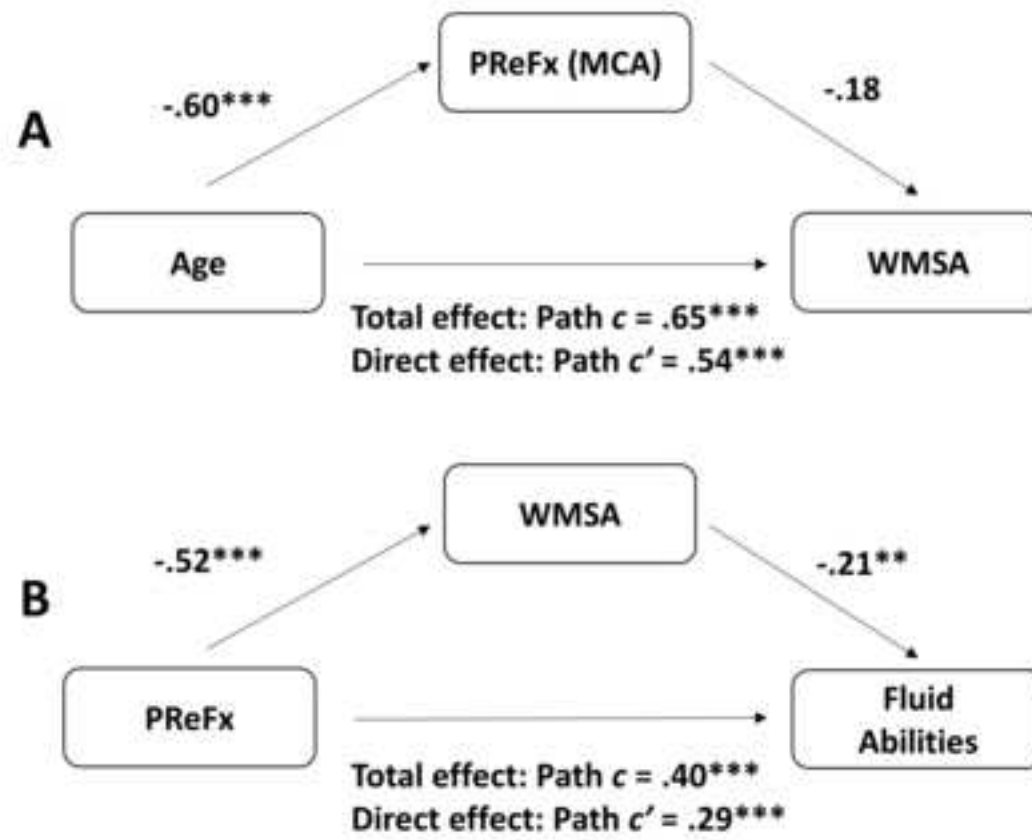 PReFx (MCA)
-.60***
-.18
A
Age
WMSA
Total effect: Path c = .65***
Direct effect: Path c′ = .54***
WMSA
-.52***
-.21**
B
PReFx
Fluid
Abilities
Total effect: Path c = .40***
Direct effect: Path c′ = .29***